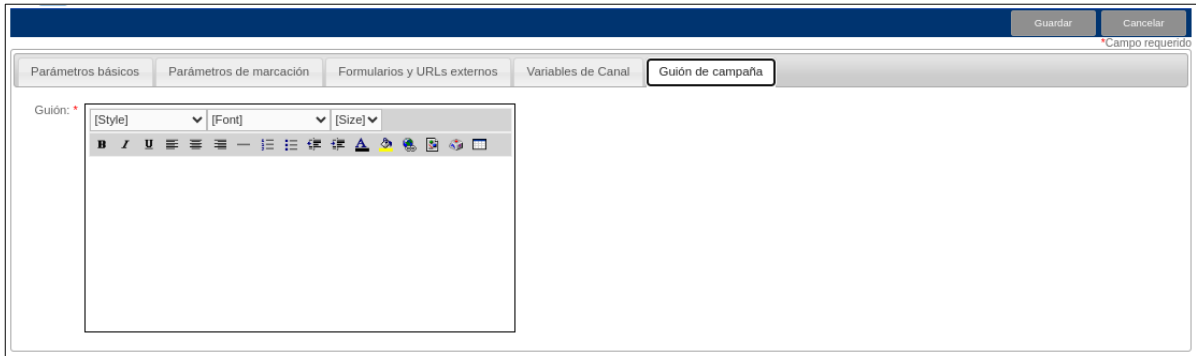 Guardar Cancelar
*Campo requerido
Parámetros básicos Parámetros de marcación Formularios y URLs externos Variables de Canal Guión de campaña
Guión: *
[Style] [Font] [Size]
B I U A